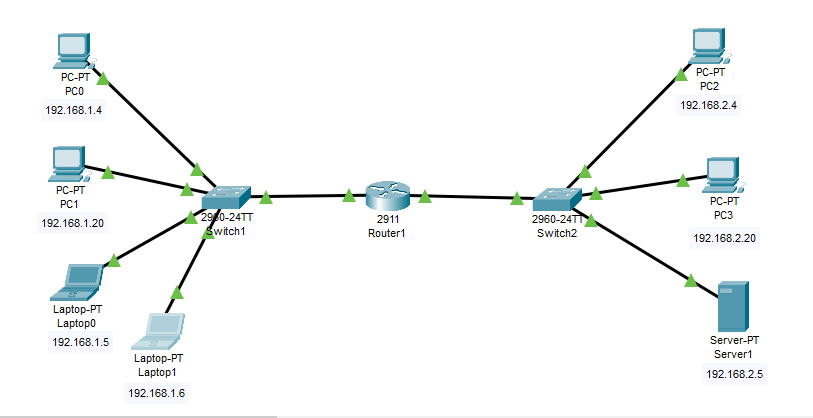 PC-PT
PC0
192.168.1.4
PC-PT
PC1
192.168.1.20
Laptop-PT
Laptop0
192.168.1.5
Laptop-PT
Laptop1
192.168.1.6
2960-24TT
Switch1
2911
Router1
2960-24TT
Switch2
PC-PT
PC2
192.168.2.4
PC-PT
PC3
192.168.2.20
Server-PT
Server1
192.168.2.5